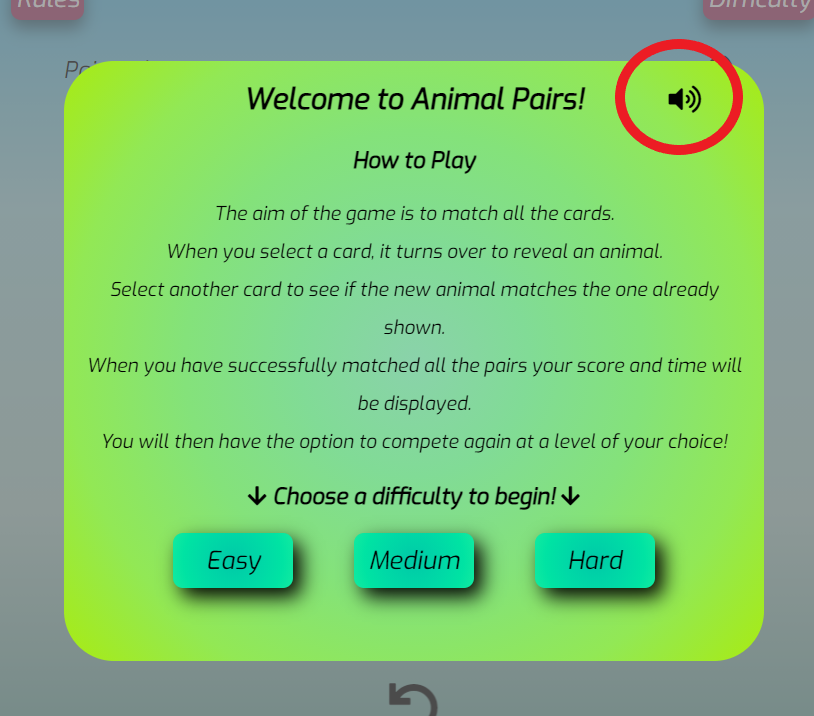 Rules
Difficulty
Welcome to Animal Pairs!
How to Play
The aim of the game is to match all the cards.
When you select a card, it turns over to reveal an animal.
Select another card to see if the new animal matches the one already
shown.
When you have successfully matched all the pairs your score and time will
be displayed.
You will then have the option to compete again at a level of your choice!
↓ Choose a difficulty to begin! ↓
Easy
Medium
Hard